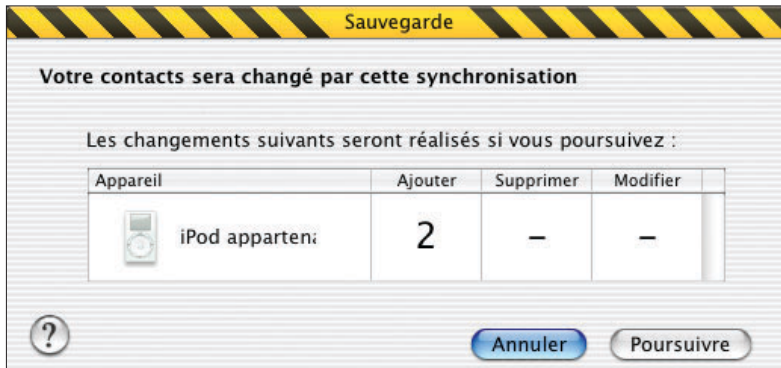 Sauvegarde
Votre contacts sera changé par cette synchronisation
Les changements suivants seront réalisés si vous poursuivez :
Appareil Ajouter Supprimer Modifier
iPod appartena 2 – –
? Annuler Poursuivre